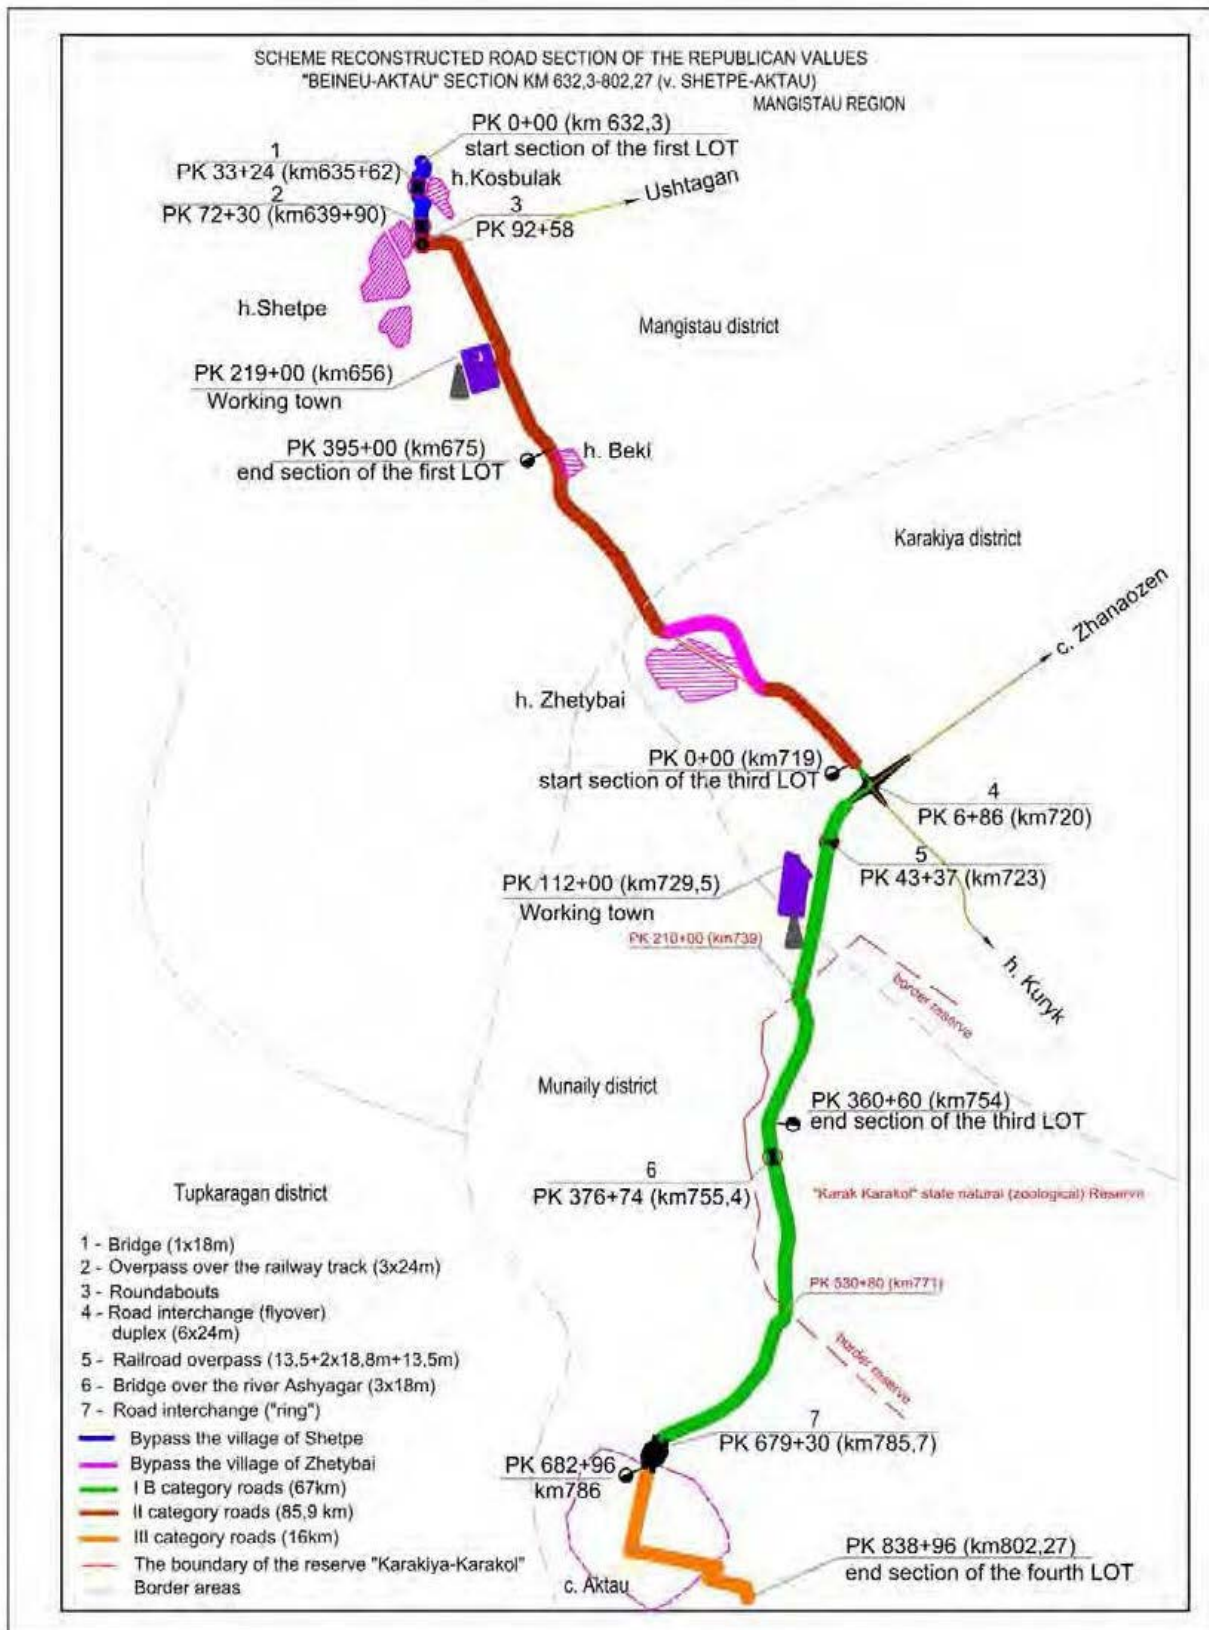 SCHEME RECONSTRUCTED ROAD SECTION OF THE REPUBLICAN VALUES
"BEINEU-AKTAU" SECTION KM 632,3-802,27 (v. SHETPE-AKTAU)
MANGISTAU REGION
PK 0+00 (km 632,3)
start section of the first LOT
1
PK 33+24 (km635+62)
h.Kosbulak
2
PK 72+30 (km639+90)
3
PK 92+58
Ushtagan
h.Shetpe
Mangistau district
PK 219+00 (km656)
Working town
PK 395+00 (km675)
end section of the first LOT
h. Beki
Karakiya district
c. Zhanaozen
h. Zhetybai
PK 0+00 (km719)
start section of the third LOT
4
PK 6+86 (km720)
5
PK 43+37 (km723)
PK 112+00 (km729,5)
Working town
PK 210+00 (km739)
border reserve
h. Kuryk
Munaily district
PK 360+60 (km754)
end section of the third LOT
6
PK 376+74 (km755,4)
"Karak Karakol" state natural (zoological) Reserve
Tupkaragan district
PK 530+80 (km771)
border reserve
1 - Bridge (1x18m)
2 - Overpass over the railway track (3x24m)
3 - Roundabouts
4 - Road interchange (flyover)
duplex (6x24m)
5 - Railroad overpass (13,5+2x18,8m+13,5m)
6 - Bridge over the river Ashyagar (3x18m)
7 - Road interchange ("ring")
Bypass the village of Shetpe
Bypass the village of Zhetybai
I B category roads (67km)
II category roads (85,9 km)
III category roads (16km)
The boundary of the reserve "Karakiya-Karakol"
Border areas
7
PK 679+30 (km785,7)
PK 682+96
km786
PK 838+96 (km802,27)
end section of the fourth LOT
c. Aktau